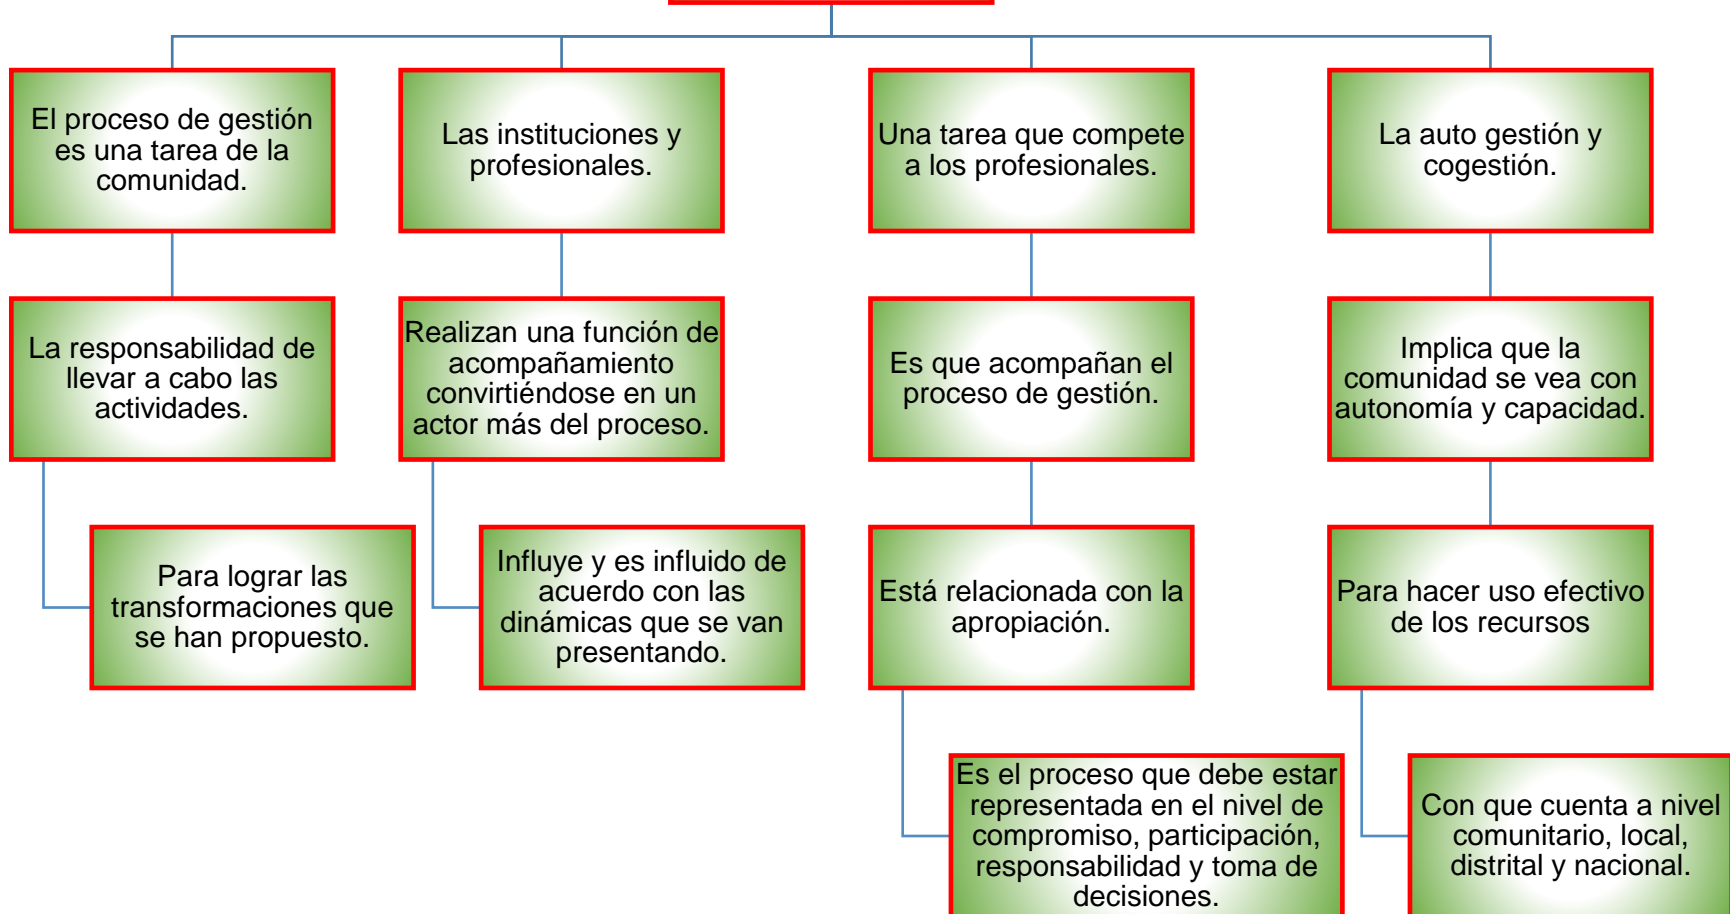 El proceso de gestión
es una tarea de la
comunidad.
La responsabilidad de
llevar a cabo las
actividades.
Para lograr las
transformaciones que
se han propuesto.
Las instituciones y
profesionales.
Realizan una función de
acompañamiento
convirtiéndose en un
actor más del proceso.
Influye y es influido de
acuerdo con las
dinámicas que se van
presentando.
Una tarea que compete
a los profesionales.
Es que acompañan el
proceso de gestión.
Está relacionada con la
apropiación.
Es el proceso que debe estar
representada en el nivel de
compromiso, participación,
responsabilidad y toma de
decisiones.
La auto gestión y
cogestión.
Implica que la
comunidad se vea con
autonomía y capacidad.
Para hacer uso efectivo
de los recursos
Con que cuenta a nivel
comunitario, local,
distrital y nacional.